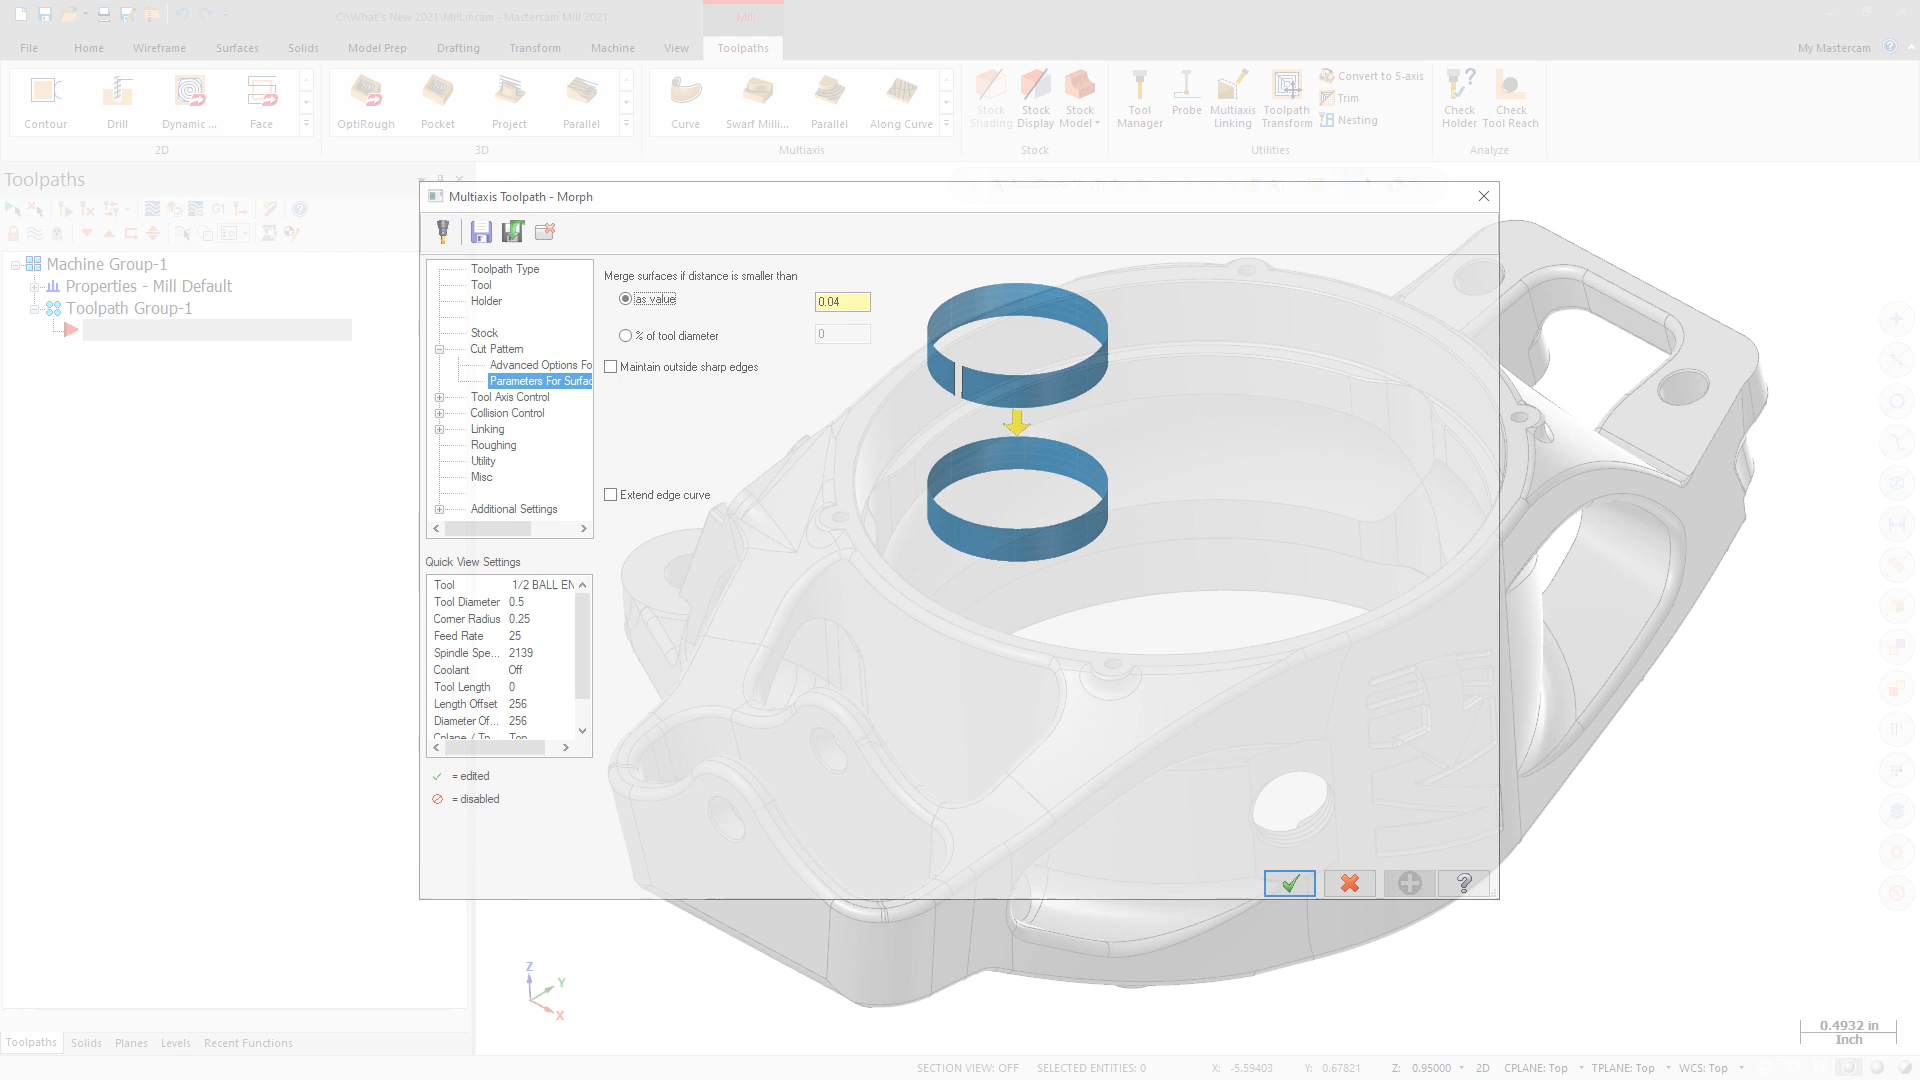 C:\What's New 2021\Mill.mcam - Mastercam Mill 2021
Mill
File Home Wireframe Surfaces Solids Model Prep Drafting Transform Machine View Toolpaths My Mastercam
Contour Drill Dynamic ... Face
2D
OptiRough Pocket Project Parallel
3D
Curve Swarf Milli... Parallel Along Curve
Multiaxis
Stock Shading
Stock Display
Stock Model
Stock
Tool Manager
Probe
Multiaxis Linking
Toolpath Transform
Convert to 5-axis
Trim
Nesting
Utilities
Check Holder
Check Tool Reach
Analyze
Toolpaths
G1
Machine Group-1
Properties - Mill Default
Toolpath Group-1
Multiaxis Toolpath - Morph
Toolpath Type
Tool
Holder
Stock
Cut Pattern
Advanced Options Fo
Parameters For Surfac
Tool Axis Control
Collision Control
Linking
Roughing
Utility
Misc
Additional Settings
Merge surfaces if distance is smaller than
as value 0.04
% of tool diameter 0
Maintain outside sharp edges
Extend edge curve
Quick View Settings
Tool 1/2 BALL EN
Tool Diameter 0.5
Corner Radius 0.25
Feed Rate 25
Spindle Spe... 2139
Coolant Off
Tool Length 0
Length Offset 256
Diameter Of... 256
Cplane / Tp Top
= edited
= disabled
Z
Y
X
0.4932 in
Inch
Toolpaths Solids Planes Levels Recent Functions
SECTION VIEW: OFF SELECTED ENTITIES: 0 X: -5.59403 Y: 0.67821 Z: 0.95000 2D CPLANE: Top TPLANE: Top WCS: Top